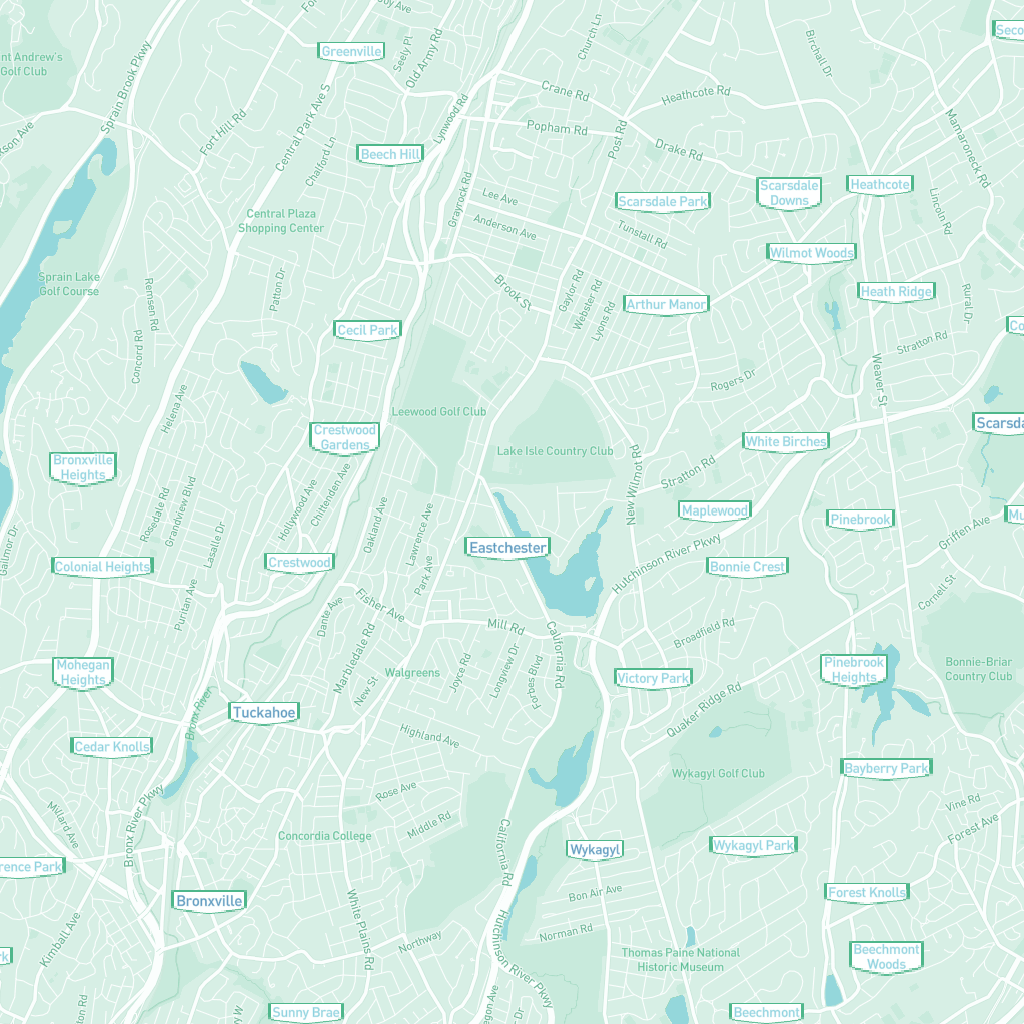 Greenville
Seely Pl
Old Army Rd
Church Ln
Birchall Dr
Sprain Brook Pkwy
Golf Club
Fort Hill Rd
Central Park Ave S
Chalford Ln
Lynwood Rd
Crane Rd
Heathcote Rd
Popham Rd
Post Rd
Drake Rd
Mamaroneck Rd
Beech Hill
Grayrock Rd
Lee Ave
Anderson Ave
Scarsdale Park
Scarsdale
Downs
Heathcote
Lincoln Rd
Central Plaza
Shopping Center
Tunstall Rd
Wilmot Woods
Sprain Lake
Golf Course
Remsen Rd
Patton Dr
Brook St
Gaylor Rd
Webster Rd
Lyons Rd
Arthur Manor
Heath Ridge
Rural Dr
Concord Rd
Cecil Park
Stratton Rd
Helena Ave
Rogers Dr
Weaver St
Leewood Golf Club
Crestwood
Gardens
Lake Isle Country Club
White Birches
Bronxville
Heights
Rosedale Rd
Grandview Blvd
Hollywood Ave
Chittenden Ave
Oakland Ave
Lawrence Ave
New Wilmot Rd
Stratton Rd
Maplewood
Pinebrook
Griffen Ave
Gailmor Dr
Lasalle Dr
Eastchester
Colonial Heights
Crestwood
Park Ave
Hutchinson River Pkwy
Bonnie Crest
Cornell St
Puritan Ave
Dante Ave
Fisher Ave
Mill Rd
California Rd
Broadfield Rd
Marbledale Rd
Mohegan
Heights
Walgreens
Joyce Rd
Longview Dr
Forbes Blvd
Victory Park
Pinebrook
Heights
Bonnie-Briar
Country Club
New St
Quaker Ridge Rd
Bronx River
Tuckahoe
Cedar Knolls
Highland Ave
Wykagyl Golf Club
Bayberry Park
Rose Ave
Millard Ave
Bronx River Pkwy
Middle Rd
Concordia College
California Rd
Wykagyl
Wykagyl Park
Vine Rd
Forest Ave
Bronxville
White Plains Rd
Bon Air Ave
Forest Knolls
Kimball Ave
Northway
Norman Rd
Hutchinson River Pkwy
Thomas Paine National
Historic Museum
Beechmont
Woods
Sunny Brae
Beechmont